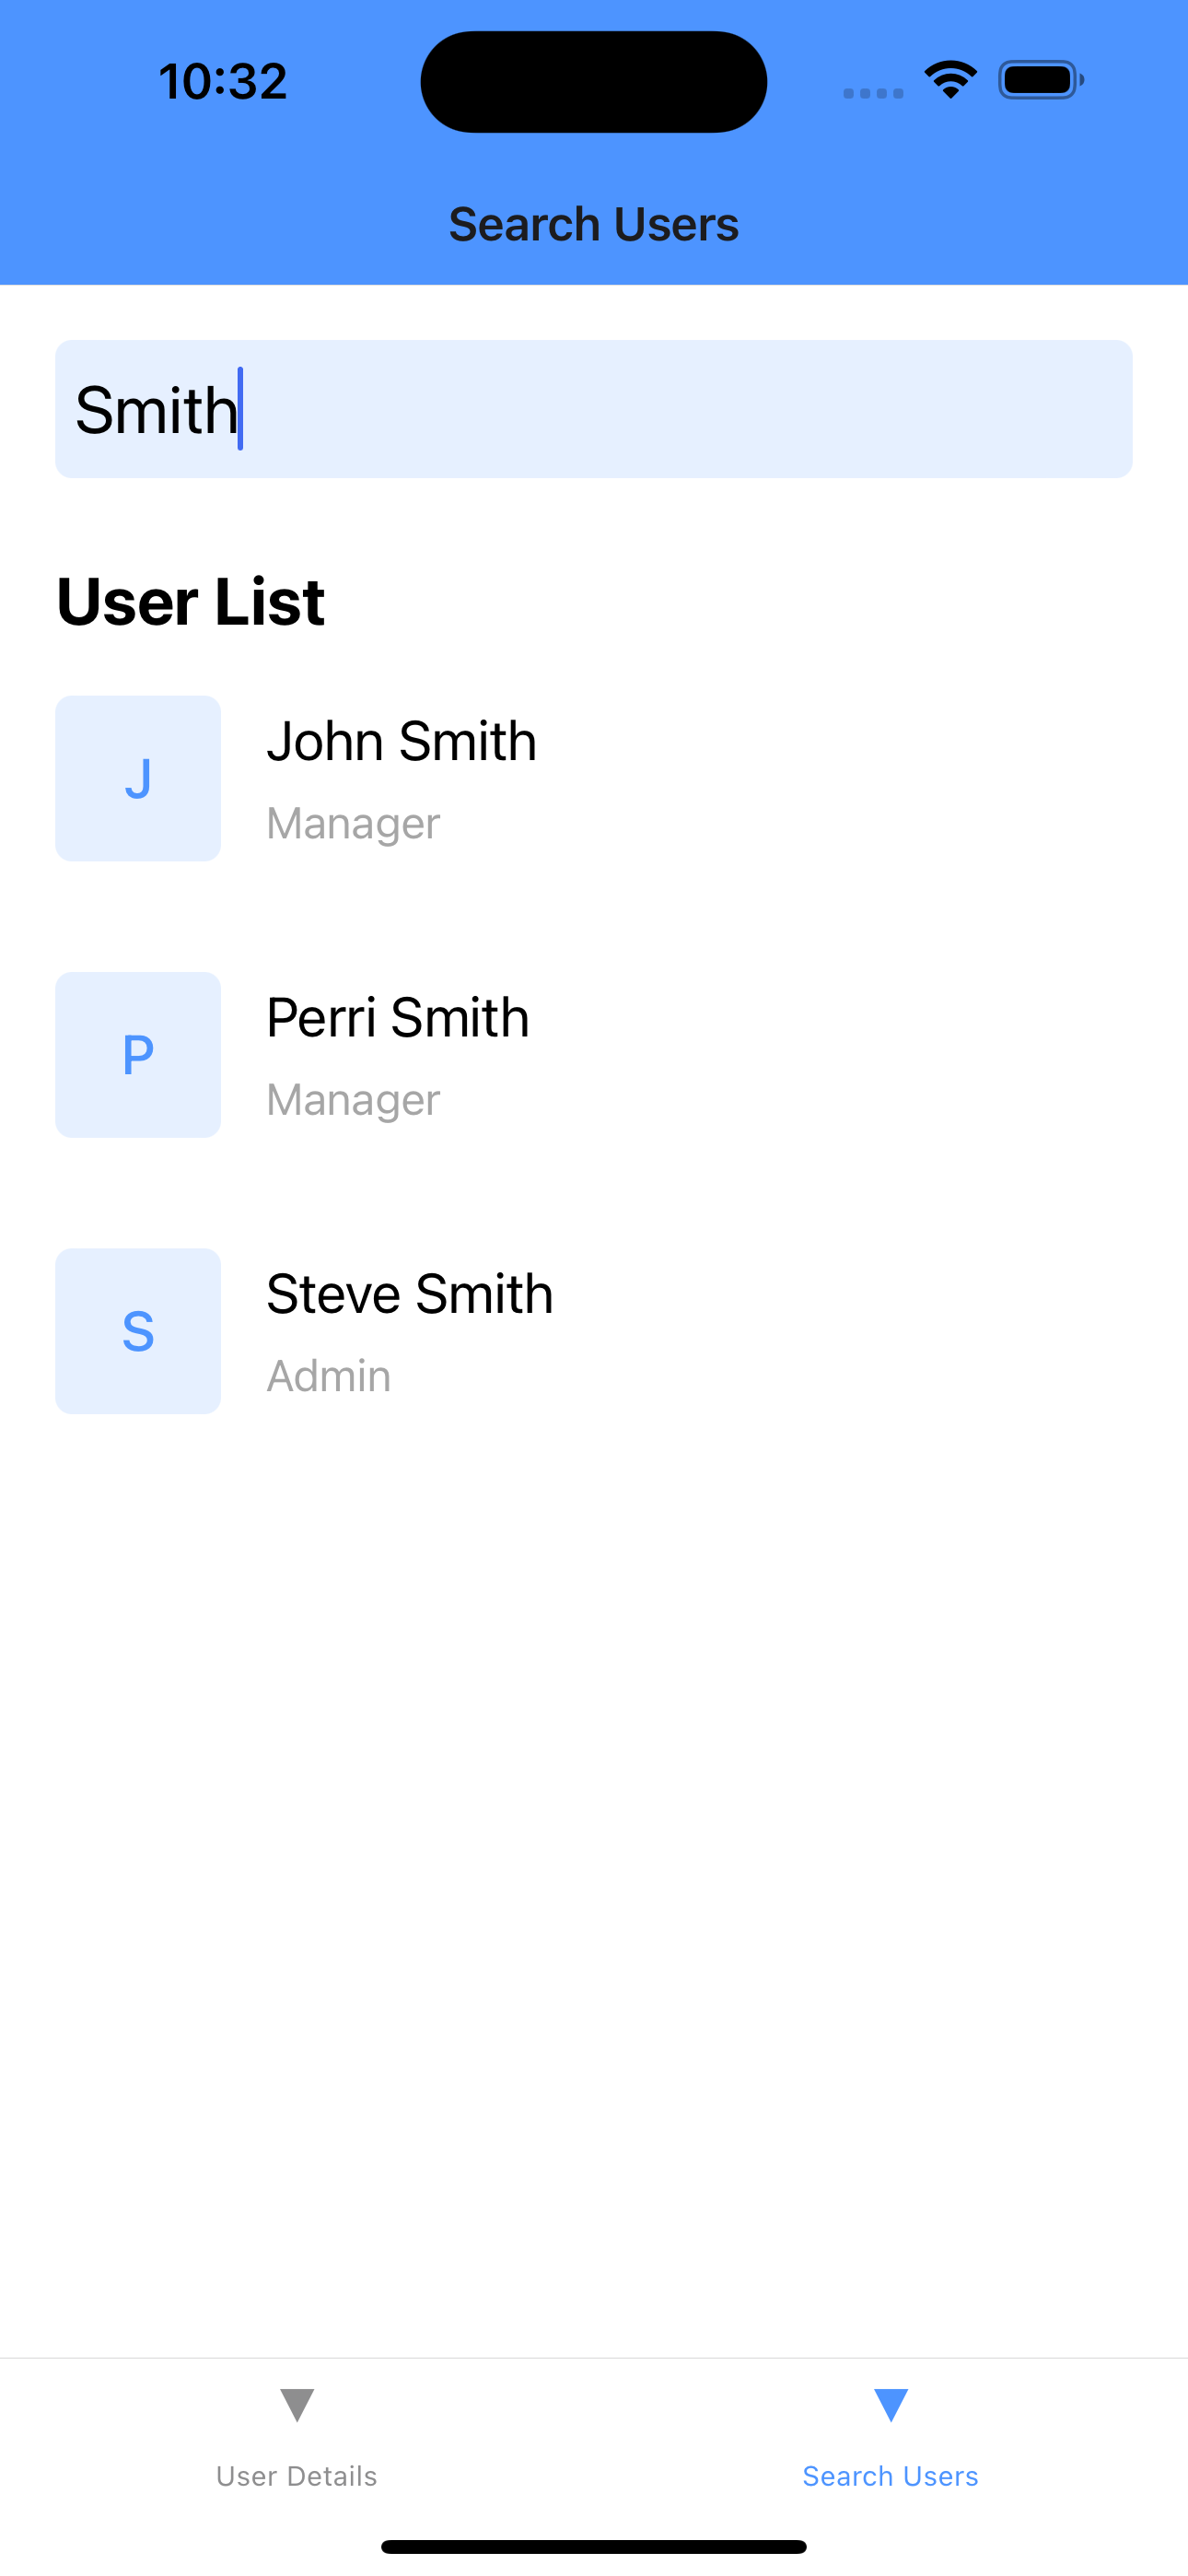 10:32
Search Users
Smith
User List
J
John Smith
Manager
P
Perri Smith
Manager
S
Steve Smith
Admin
User Details
Search Users